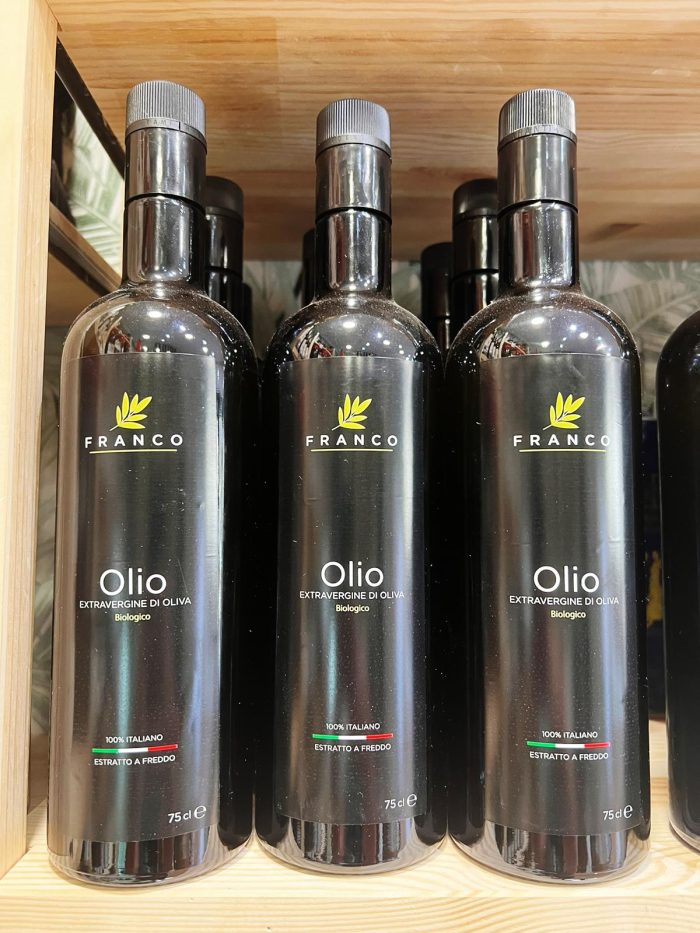 FRANCO
Olio
EXTRAVERGINE DI OLIVA
Biologico
100% ITALIANO
ESTRATTO A FREDDO
75 cl ℮
FRANCO
Olio
EXTRAVERGINE DI OLIVA
Biologico
100% ITALIANO
ESTRATTO A FREDDO
75 cl ℮
FRANCO
Olio
EXTRAVERGINE DI OLIVA
Biologico
100% ITALIANO
ESTRATTO A FREDDO
75 cl ℮